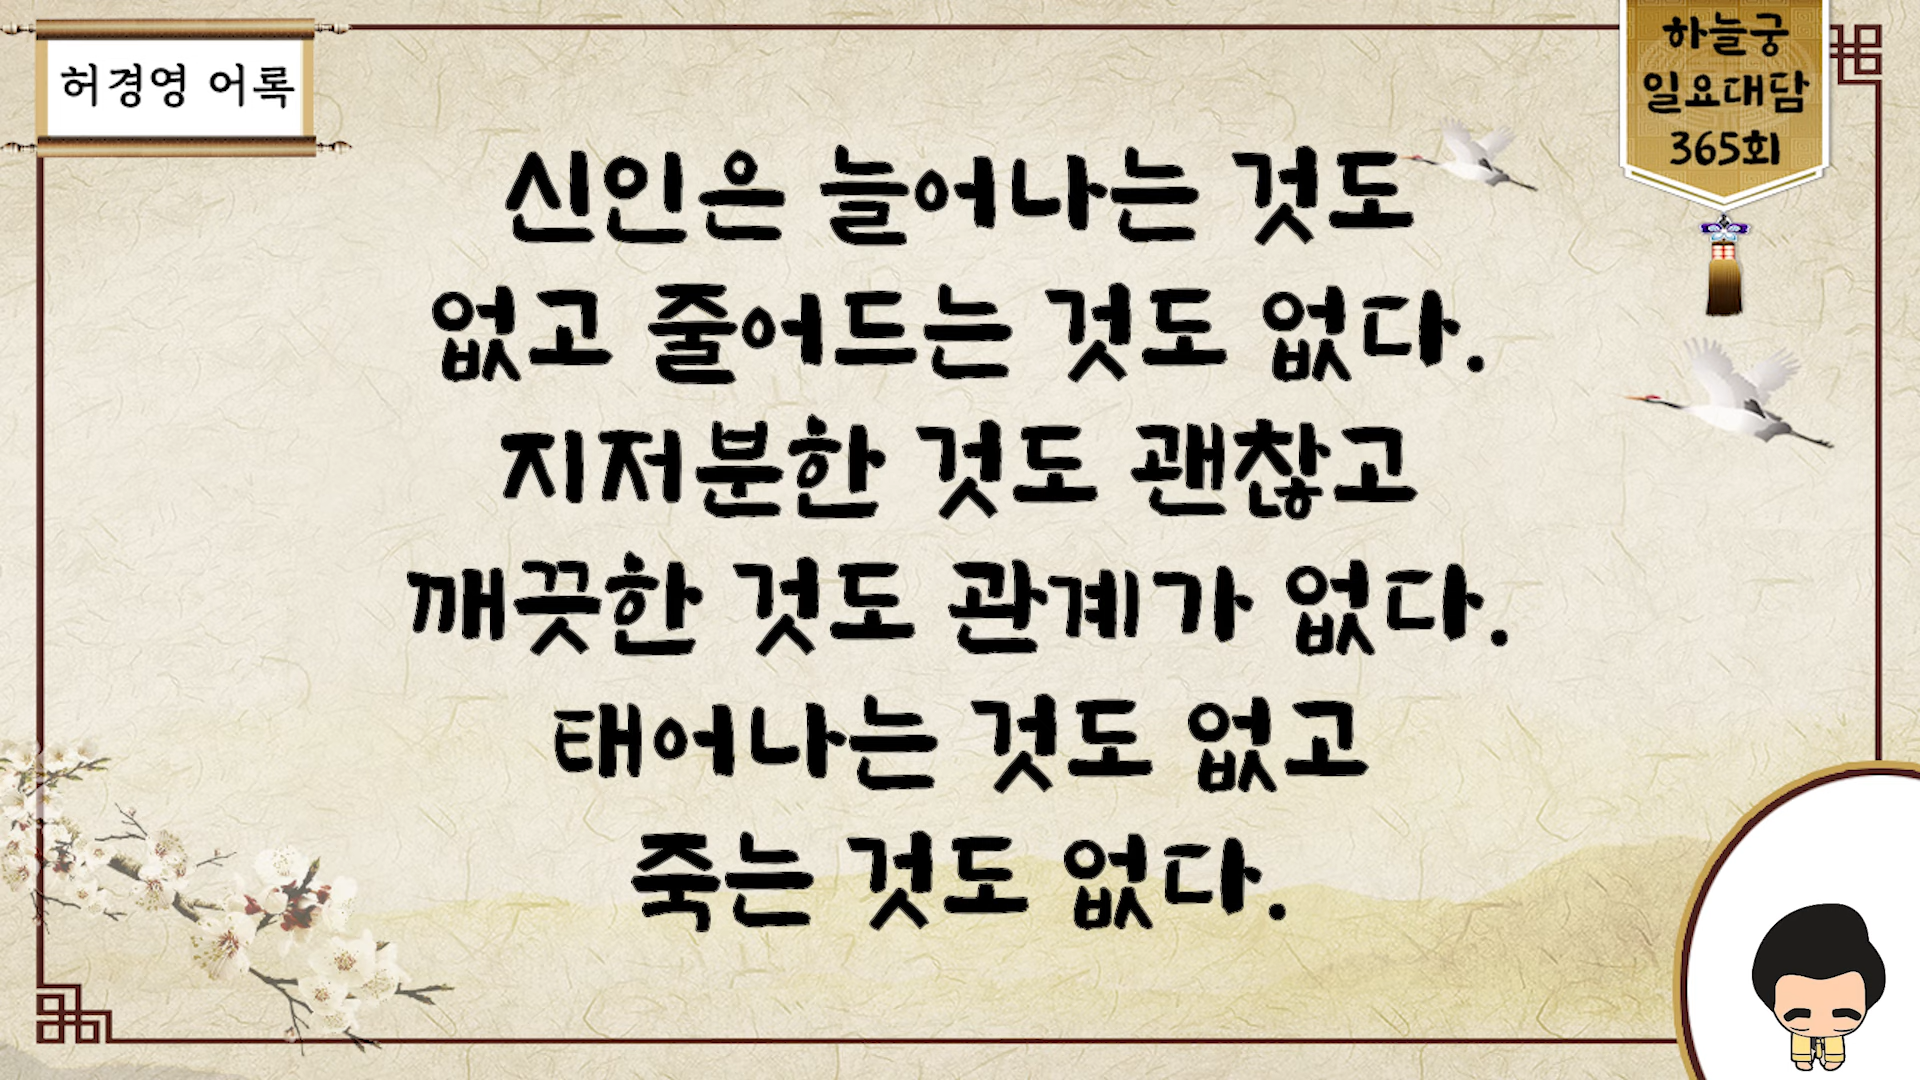 허경영 어록
하늘궁
일요대담
365회
신인은 늘어나는 것도
없고 줄어드는 것도 없다.
지저분한 것도 괜찮고
깨끗한 것도 관계가 없다.
태어나는 것도 없고
죽는 것도 없다.